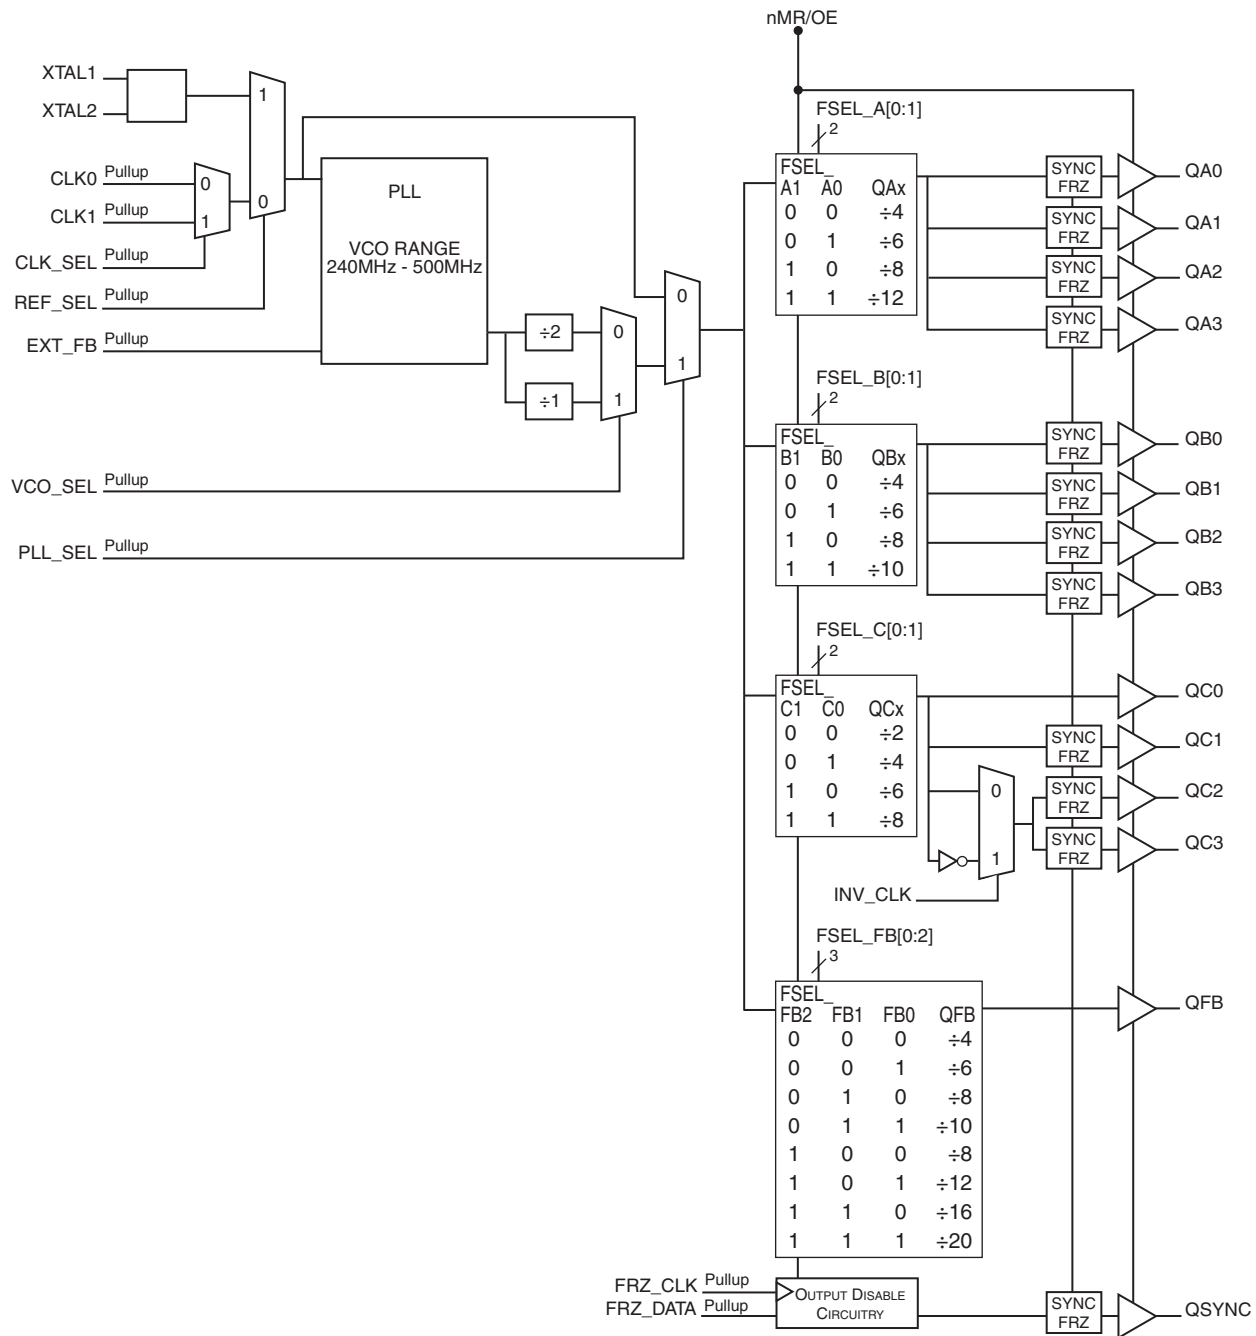 nMR/OE
XTAL1
XTAL2
1
CLK0 Pullup
0
CLK1 Pullup
1
0
CLK_SEL Pullup
REF_SEL Pullup
EXT_FB Pullup
PLL
VCO RANGE
240MHz - 500MHz
÷2
0
÷1
1
0
1
VCO_SEL Pullup
PLL_SEL Pullup
FSEL_A[0:1]
2
FSEL_
A1 A0 QAx
0 0 ÷4
0 1 ÷6
1 0 ÷8
1 1 ÷12
SYNC
FRZ
QA0
SYNC
FRZ
QA1
SYNC
FRZ
QA2
SYNC
FRZ
QA3
FSEL_B[0:1]
2
FSEL_
B1 B0 QBx
0 0 ÷4
0 1 ÷6
1 0 ÷8
1 1 ÷10
SYNC
FRZ
QB0
SYNC
FRZ
QB1
SYNC
FRZ
QB2
SYNC
FRZ
QB3
FSEL_C[0:1]
2
FSEL_
C1 C0 QCx
0 0 ÷2
0 1 ÷4
1 0 ÷6
1 1 ÷8
QC0
SYNC
FRZ
QC1
0
1
SYNC
FRZ
QC2
SYNC
FRZ
QC3
INV_CLK
FSEL_FB[0:2]
3
FSEL_
FB2 FB1 FB0 QFB
0 0 0 ÷4
0 0 1 ÷6
0 1 0 ÷8
0 1 1 ÷10
1 0 0 ÷8
1 0 1 ÷12
1 1 0 ÷16
1 1 1 ÷20
QFB
FRZ_CLK Pullup
FRZ_DATA Pullup
OUTPUT DISABLE
CIRCUITRY
SYNC
FRZ
QSYNC